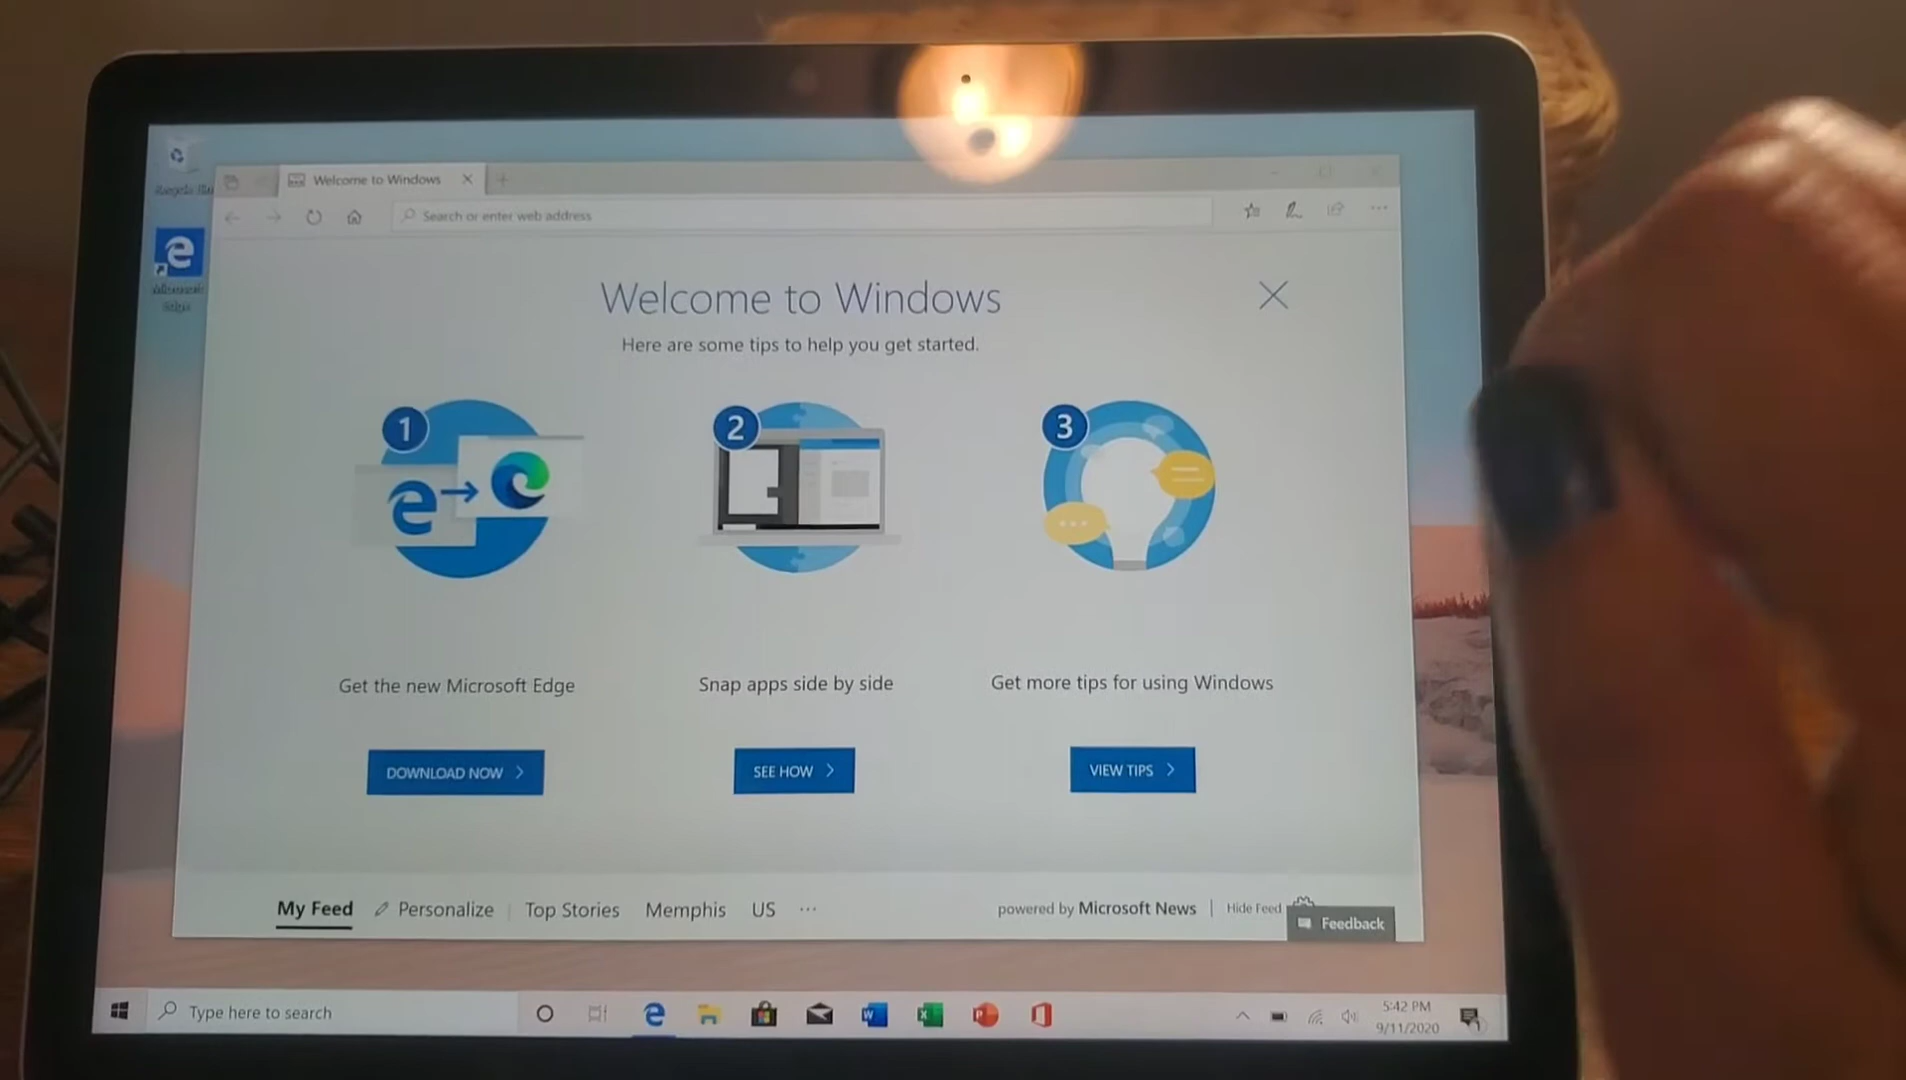 Welcome to Windows
Search or enter web address
Welcome to Windows
Here are some tips to help you get started.
1
2
3
Get the new Microsoft Edge
Snap apps side by side
Get more tips for using Windows
DOWNLOAD NOW
SEE HOW
VIEW TIPS
My Feed Personalize Top Stories Memphis US ...
powered by Microsoft News Hide Feed
Feedback
Type here to search
5:42 PM
9/11/2020